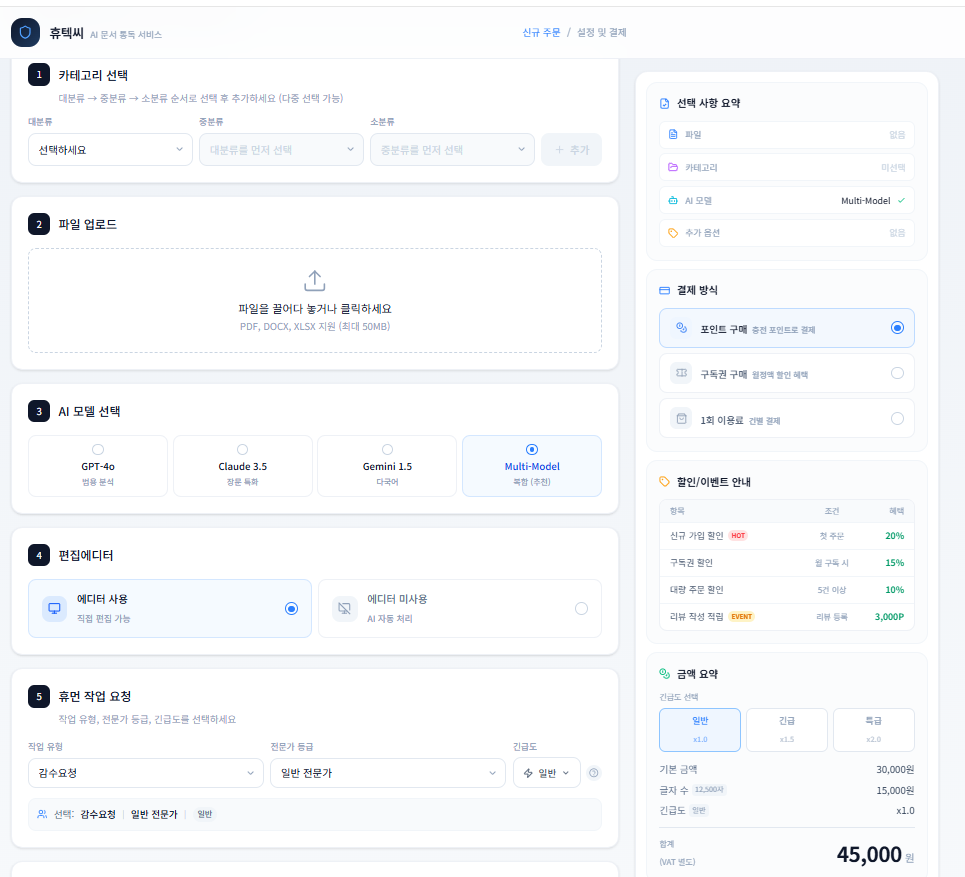 휴텍씨 AI 문서 통독 서비스
신규 주문 / 설정 및 결제
1 카테고리 선택
대분류 → 중분류 → 소분류 순서로 선택 후 추가하세요 (다중 선택 가능)
대분류 중분류 소분류
선택하세요 대분류를 먼저 선택 중분류를 먼저 선택 + 추가
2 파일 업로드
파일을 끌어다 놓거나 클릭하세요
PDF, DOCX, XLSX 지원 (최대 50MB)
3 AI 모델 선택
GPT-4o Claude 3.5 Gemini 1.5 Multi-Model
범용 분석 장문 특화 다국어 복합 (추천)
4 편집에디터
에디터 사용 에디터 미사용
직접 편집 가능 AI 자동 처리
5 휴먼 작업 요청
작업 유형, 전문가 등급, 긴급도를 선택하세요
작업 유형 전문가 등급 긴급도
감수요청 일반 전문가 일반
선택: 감수요청 | 일반 전문가 | 일반
선택 사항 요약
파일 없음
카테고리 미선택
AI 모델 Multi-Model
추가 옵션 없음
결제 방식
포인트 구매 충전 포인트로 결제
구독권 구매 월정액 할인 혜택
1회 이용료 건별 결제
할인/이벤트 안내
항목 조건 혜택
신규 가입 할인 HOT 첫 주문 20%
구독권 할인 월 구독 시 15%
대량 주문 할인 5건 이상 10%
리뷰 작성 적립 EVENT 리뷰 등록 3,000P
금액 요약
긴급도 선택
일반 긴급 특급
x1.0 x1.5 x2.0
기본 금액 30,000원
글자 수 12,500자 15,000원
긴급도 일반 x1.0
합계
(VAT 별도) 45,000 원